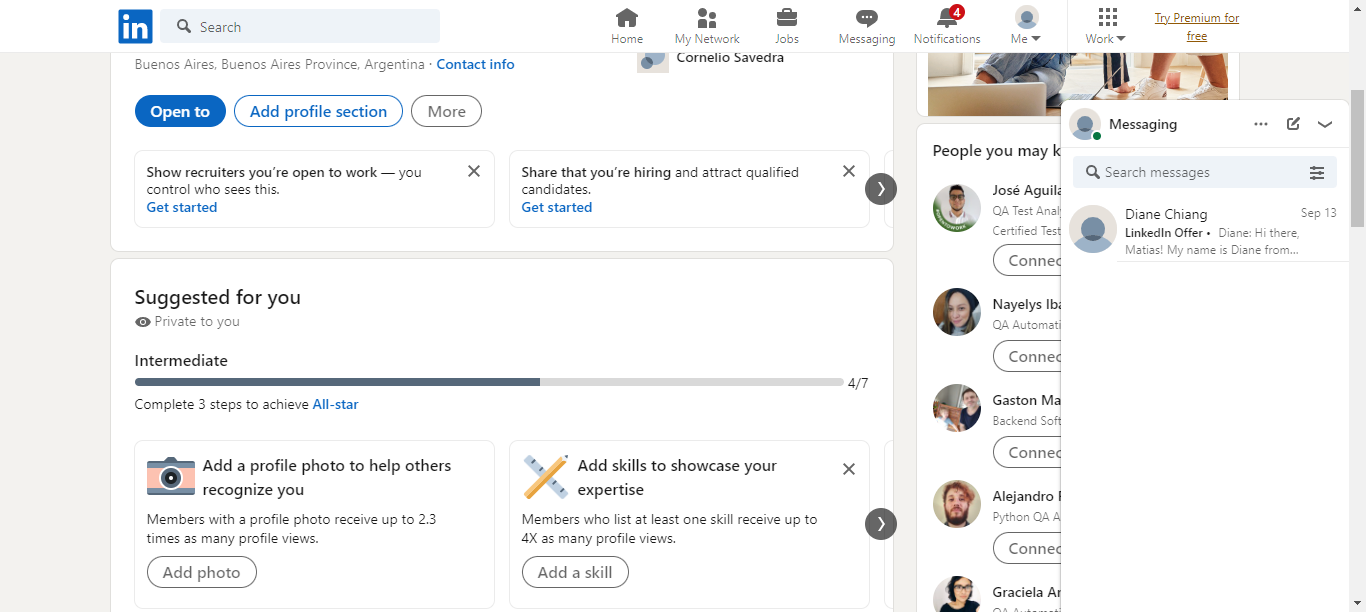 in
Search
Home
My Network
Jobs
Messaging
4
Notifications
Me
Work
Try Premium for
free
Buenos Aires, Buenos Aires Province, Argentina · Contact info
Cornelio Savedra
Open to
Add profile section
More
Show recruiters you're open to work — you
control who sees this.
Get started
Share that you're hiring and attract qualified
candidates.
Get started
Suggested for you
Private to you
Intermediate
4/7
Complete 3 steps to achieve All-star
Add a profile photo to help others
recognize you
Members with a profile photo receive up to 2.3
times as many profile views.
Add photo
Add skills to showcase your
expertise
Members who list at least one skill receive up to
4X as many profile views.
Add a skill
People you may k
José Aguila
QA Test Anal
Certified Test
Connec
Nayelys Iba
QA Automati
Connec
Gaston Ma
Backend Soft
Connec
Alejandro
Python QA A
Connec
Graciela Ar
QA Automati
Messaging
Search messages
Diane Chiang
Sep 13
LinkedIn Offer • Diane: Hi there,
Matias! My name is Diane from...